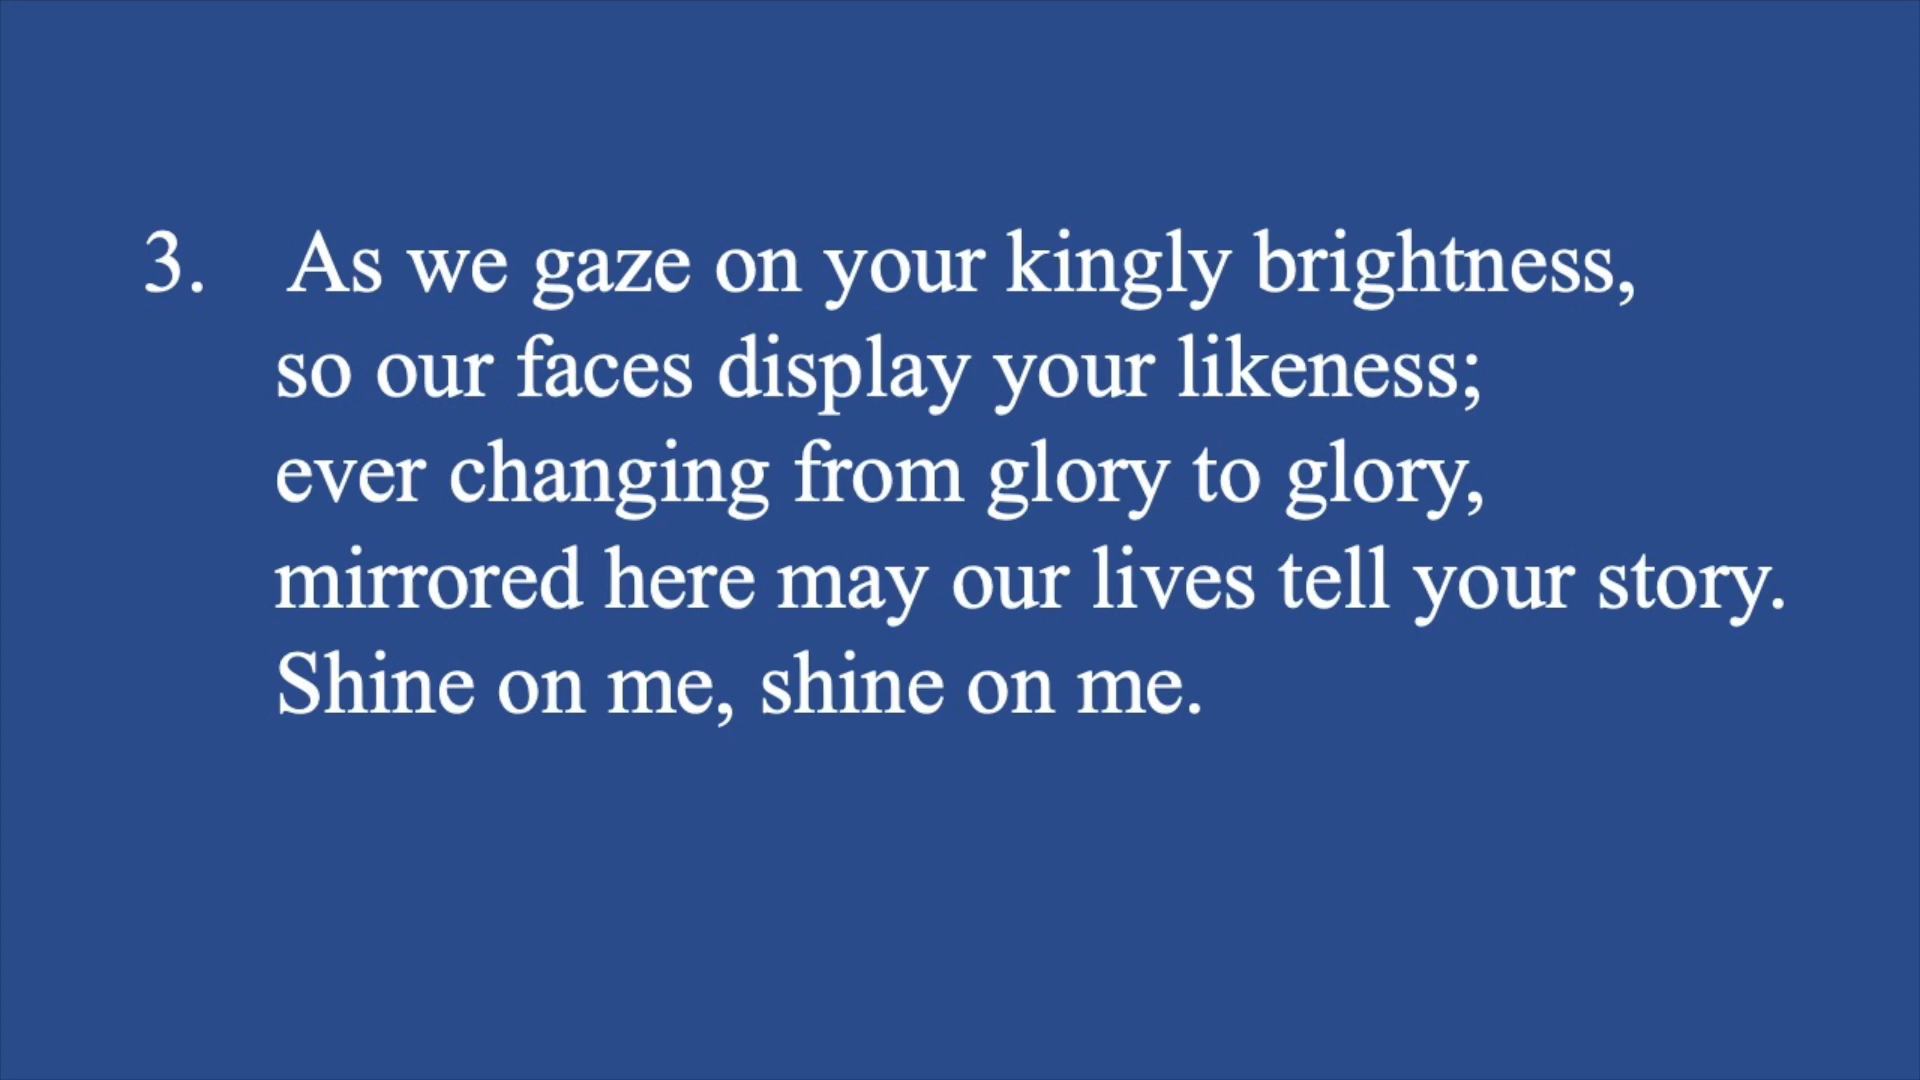 3. As we gaze on your kingly brightness,
so our faces display your likeness;
ever changing from glory to glory,
mirrored here may our lives tell your story.
Shine on me, shine on me.